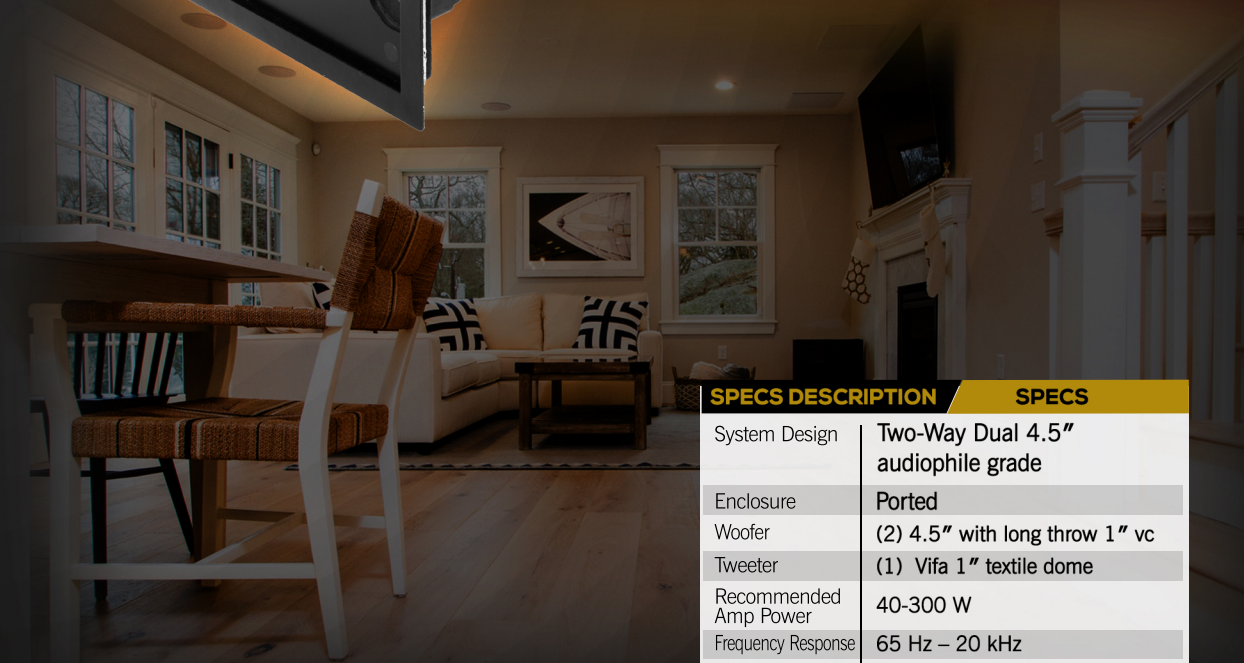 SPECS DESCRIPTION SPECS
System Design Two-Way Dual 4.5″
audiophile grade
Enclosure Ported
Woofer (2) 4.5″ with long throw 1″ vc
Tweeter (1) Vifa 1″ textile dome
Recommended
Amp Power 40-300 W
Frequency Response 65 Hz – 20 kHz